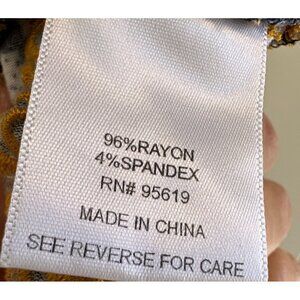 96%RAYON
4%SPANDEX
RN# 95619
MADE IN CHINA
SEE REVERSE FOR CARE